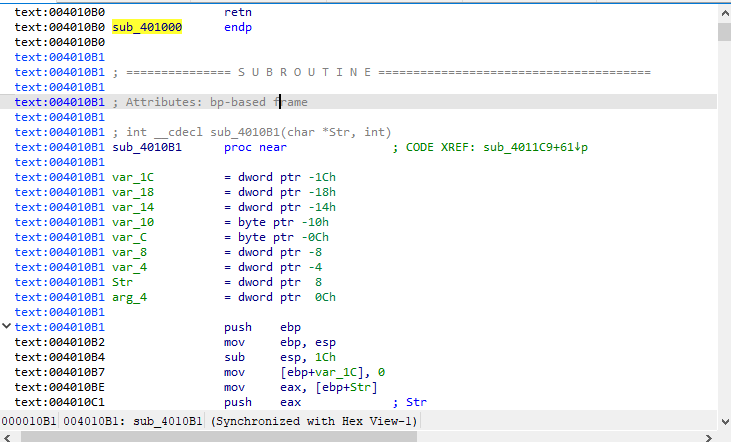 text:004010B0 retn
text:004010B0 sub_401000 endp
text:004010B0
text:004010B1
text:004010B1 ; =============== S U B R O U T I N E =======================================
text:004010B1
text:004010B1 ; Attributes: bp-based frame
text:004010B1
text:004010B1 ; int __cdecl sub_4010B1(char *Str, int)
text:004010B1 sub_4010B1 proc near ; CODE XREF: sub_4011C9+61↓p
text:004010B1
text:004010B1 var_1C = dword ptr -1Ch
text:004010B1 var_18 = dword ptr -18h
text:004010B1 var_14 = dword ptr -14h
text:004010B1 var_10 = byte ptr -10h
text:004010B1 var_C = byte ptr -0Ch
text:004010B1 var_8 = dword ptr -8
text:004010B1 var_4 = dword ptr -4
text:004010B1 Str = dword ptr 8
text:004010B1 arg_4 = dword ptr 0Ch
text:004010B1
text:004010B1 push ebp
text:004010B2 mov ebp, esp
text:004010B4 sub esp, 1Ch
text:004010B7 mov [ebp+var_1C], 0
text:004010BE mov eax, [ebp+Str]
text:004010C1 push eax ; Str
000010B1 004010B1: sub_4010B1 (Synchronized with Hex View-1)